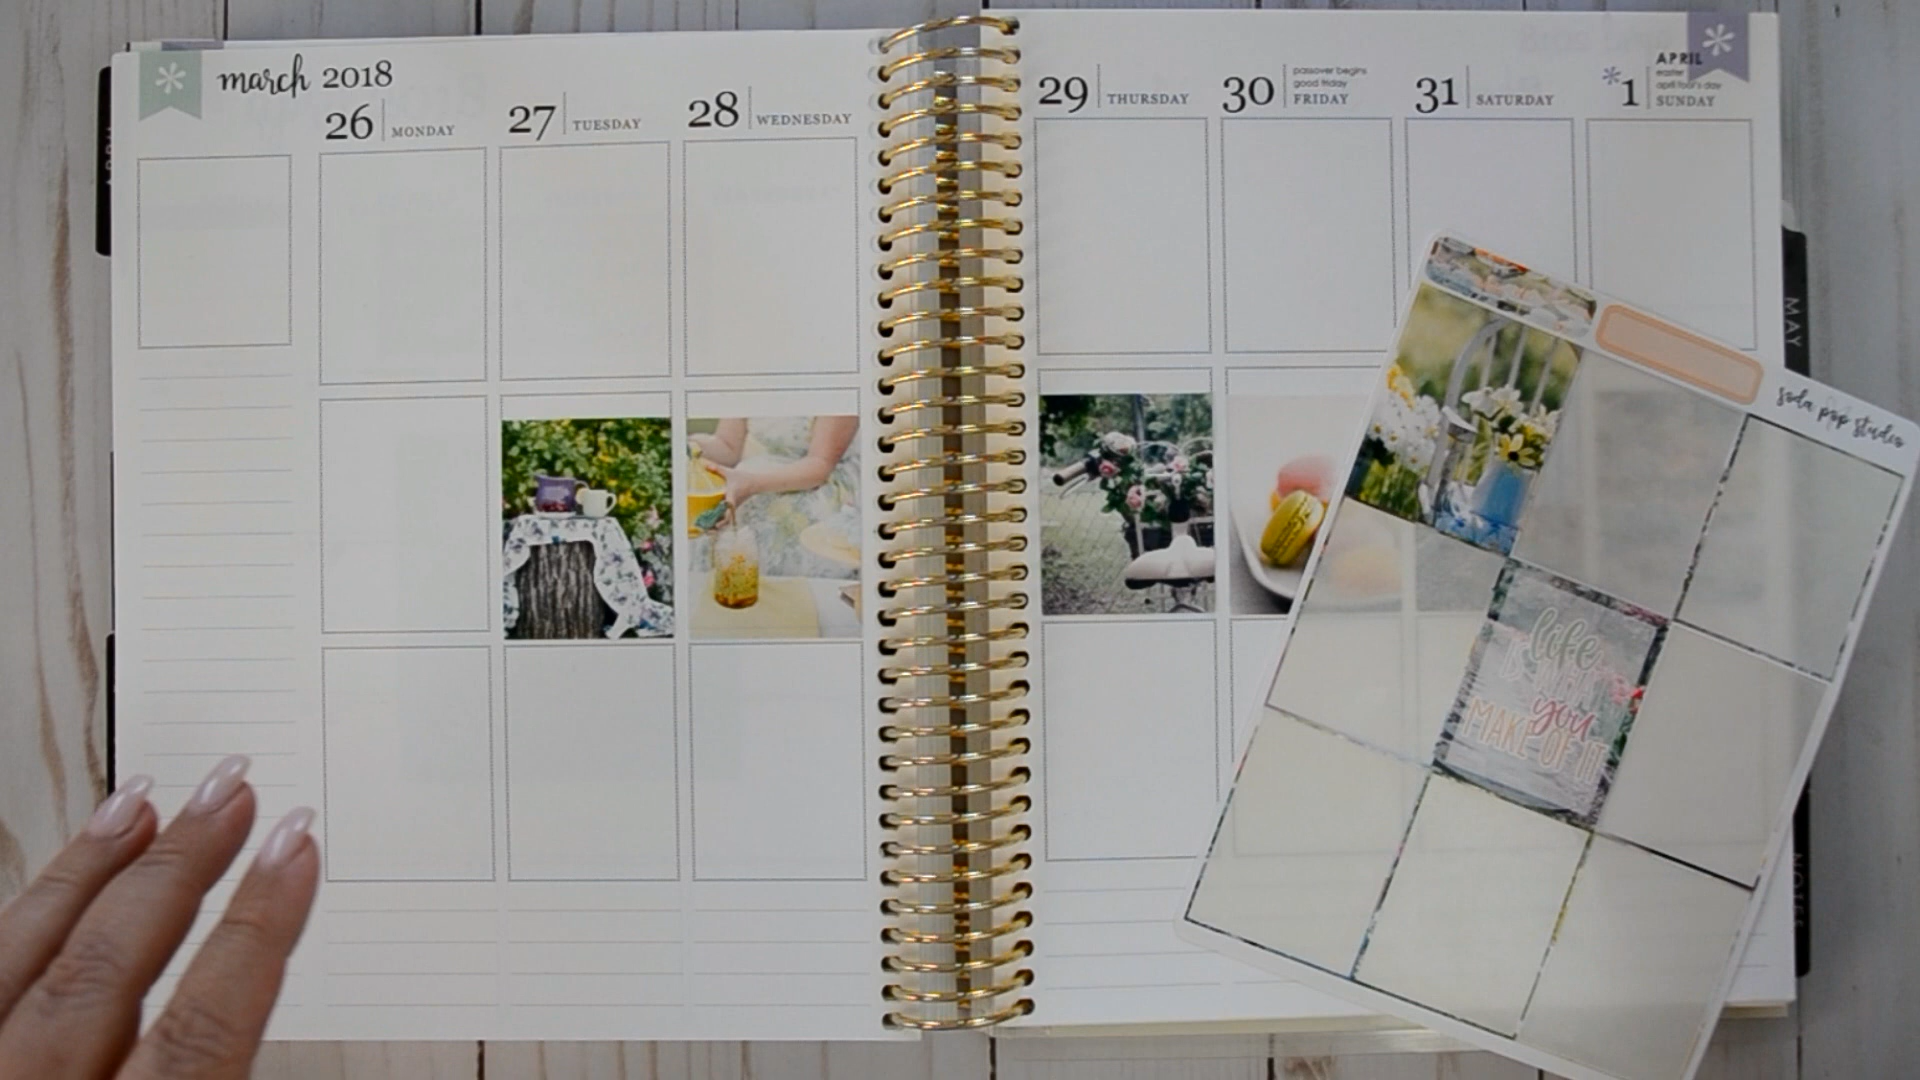 march 2018
26 MONDAY
27 TUESDAY
28 WEDNESDAY
29 THURSDAY
30 passover begins
good friday
FRIDAY
31 SATURDAY
APRIL
easter
april fool's day
*1 SUNDAY
MAY
soda pop studio
life
you
MAKE OF IT
NOTES